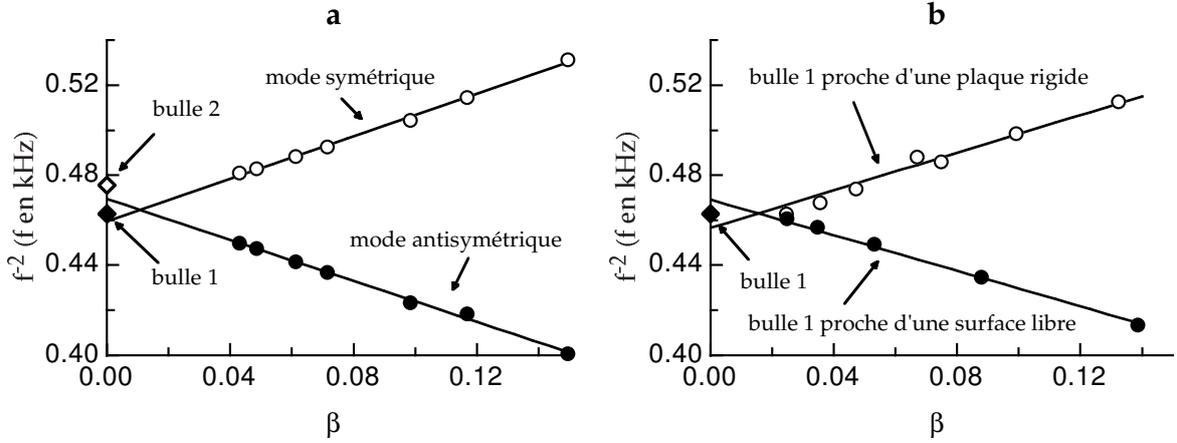 a
b
f-2 (f en kHz)
0.52
0.48
0.44
0.40
mode symétrique
bulle 2
mode antisymétrique
bulle 1
0.00
0.04
0.08
0.12
β
f-2 (f en kHz)
0.52
0.48
0.44
0.40
bulle 1 proche d'une plaque rigide
bulle 1
bulle 1 proche d'une surface libre
0.00
0.04
0.08
0.12
β